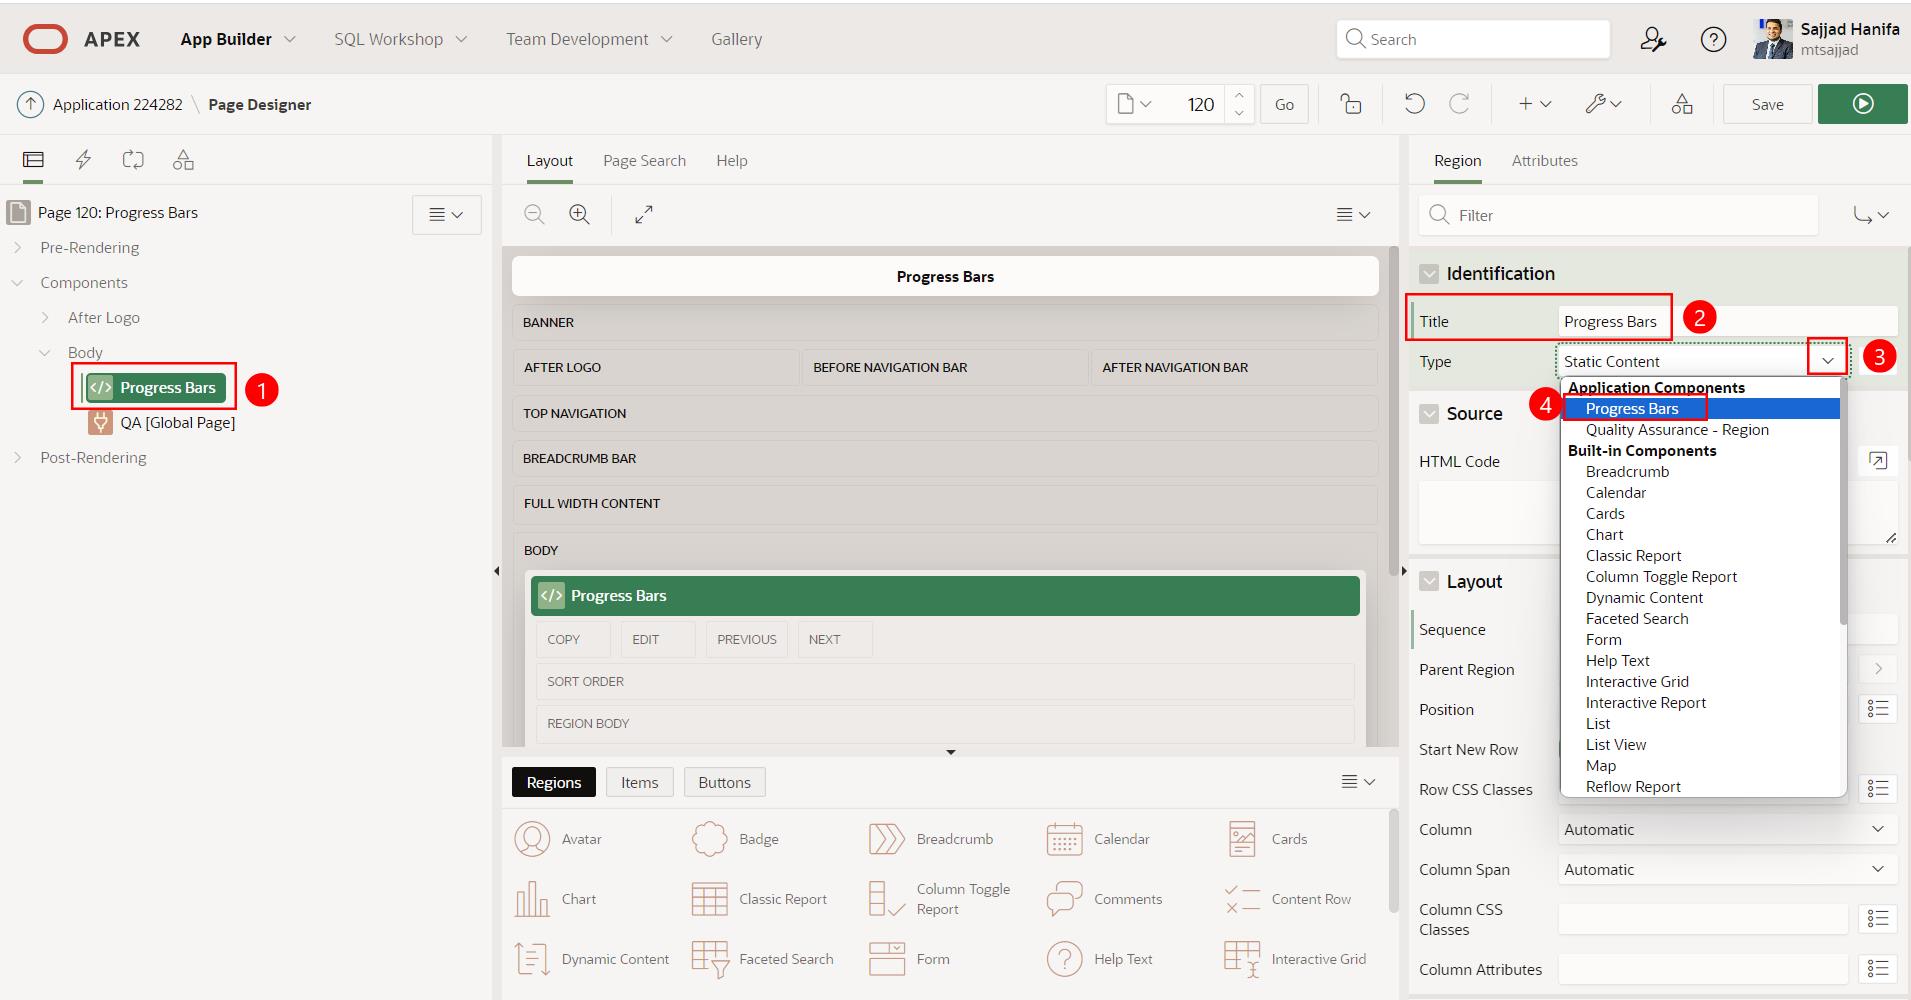 APEX
App Builder
SQL Workshop
Team Development
Gallery
Search
?
Sajjad Hanifa
mtsajjad
Application 224282 \ Page Designer
120
Go
Save
Page 120: Progress Bars
Pre-Rendering
Components
After Logo
Body
</> Progress Bars
1
QA [Global Page]
Post-Rendering
Layout
Page Search
Help
Progress Bars
BANNER
AFTER LOGO
BEFORE NAVIGATION BAR
AFTER NAVIGATION BAR
TOP NAVIGATION
BREADCRUMB BAR
FULL WIDTH CONTENT
BODY
</> Progress Bars
COPY
EDIT
PREVIOUS
NEXT
SORT ORDER
REGION BODY
Regions
Items
Buttons
Avatar
Badge
Breadcrumb
Calendar
Cards
Chart
Classic Report
Column Toggle
Report
Comments
Content Row
Dynamic Content
Faceted Search
Form
?
Help Text
Interactive Grid
Region
Attributes
Filter
Identification
Title
Progress Bars
2
Type
Static Content
3
Application Components
4
Progress Bars
Quality Assurance - Region
Built-in Components
Breadcrumb
Calendar
Cards
Chart
Classic Report
Column Toggle Report
Dynamic Content
Faceted Search
Form
Help Text
Interactive Grid
Interactive Report
List
List View
Map
Reflow Report
Source
HTML Code
Layout
Sequence
Parent Region
Position
Start New Row
Row CSS Classes
Column
Automatic
Column Span
Automatic
Column CSS
Classes
Column Attributes